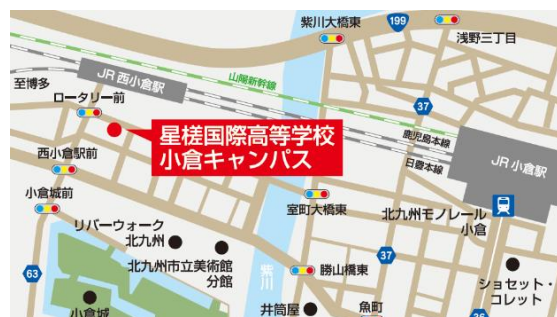 紫川大橋東
199
浅野三丁目
JR 西小倉駅
山陽新幹線
至博多
ロータリー前
37
星槎国際高等学校
小倉キャンパス
鹿児島本線
日豊本線
JR 小倉駅
西小倉駅前
小倉城前
室町大橋東
北九州モノレール
小倉
リバーウォーク
北九州
北九州市立美術館
分館
紫川
勝山橋東
37
63
ショセット・
コレット
小倉城
井筒屋
魚町